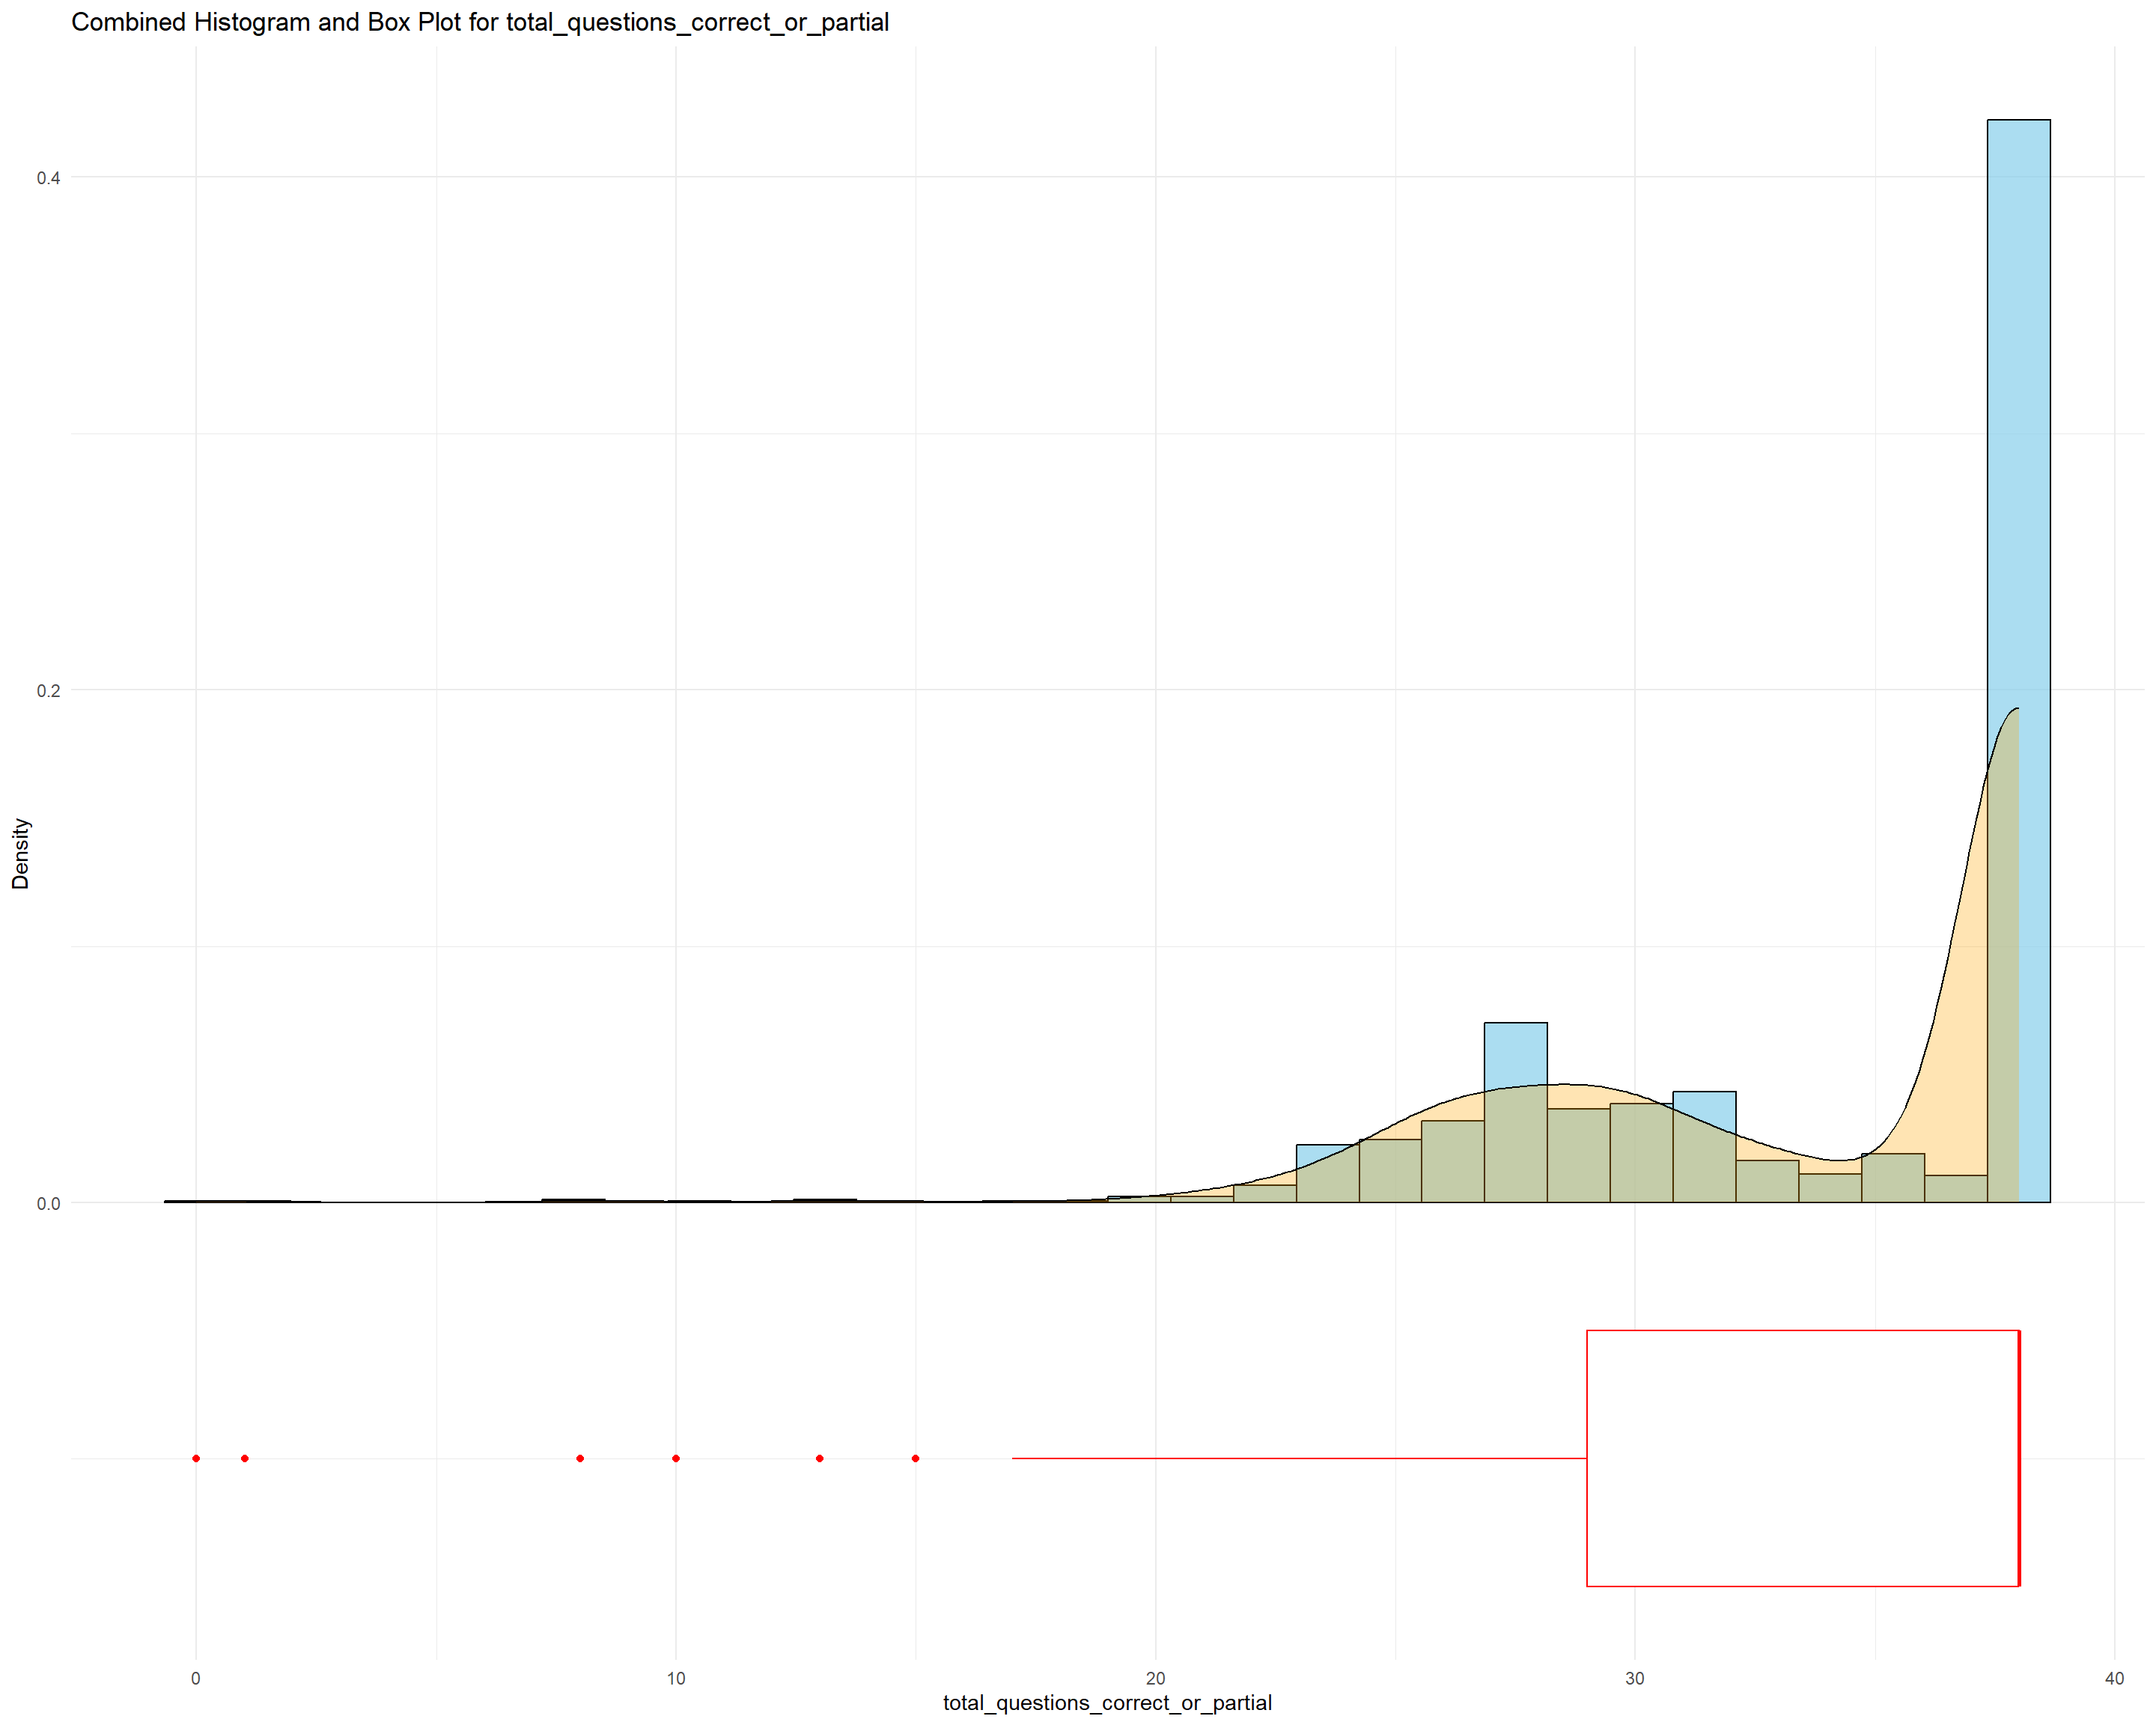 Combined Histogram and Box Plot for total_questions_correct_or_partial
0.4
0.2
0.0
Density
0 10 20 30 40
total_questions_correct_or_partial